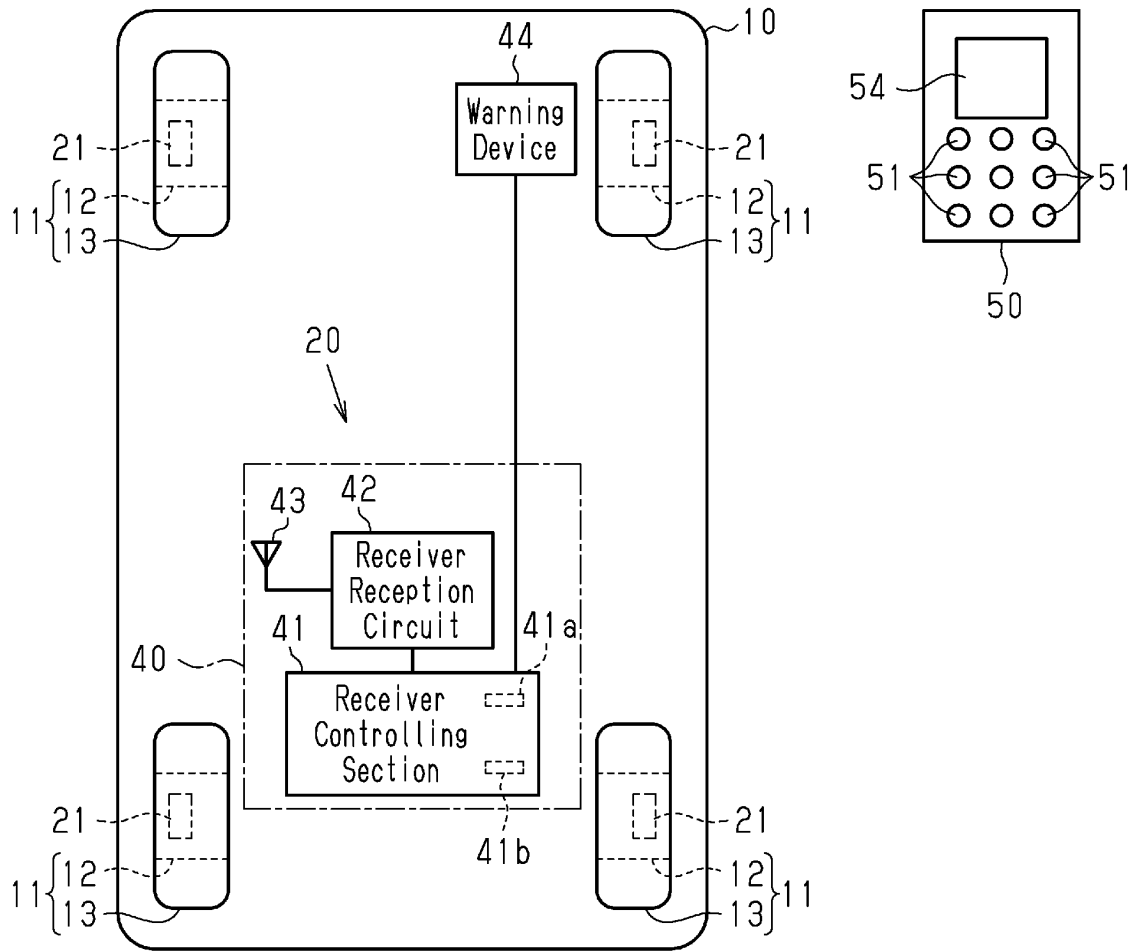 10
44
Warning
Device
54
21
21
51
51
11 { 12
13
12 } 11
13
50
20
43
42
Receiver
Reception
Circuit
41
41a
40
Receiver
Controlling
Section
21
21
41b
11 { 12
13
12 } 11
13